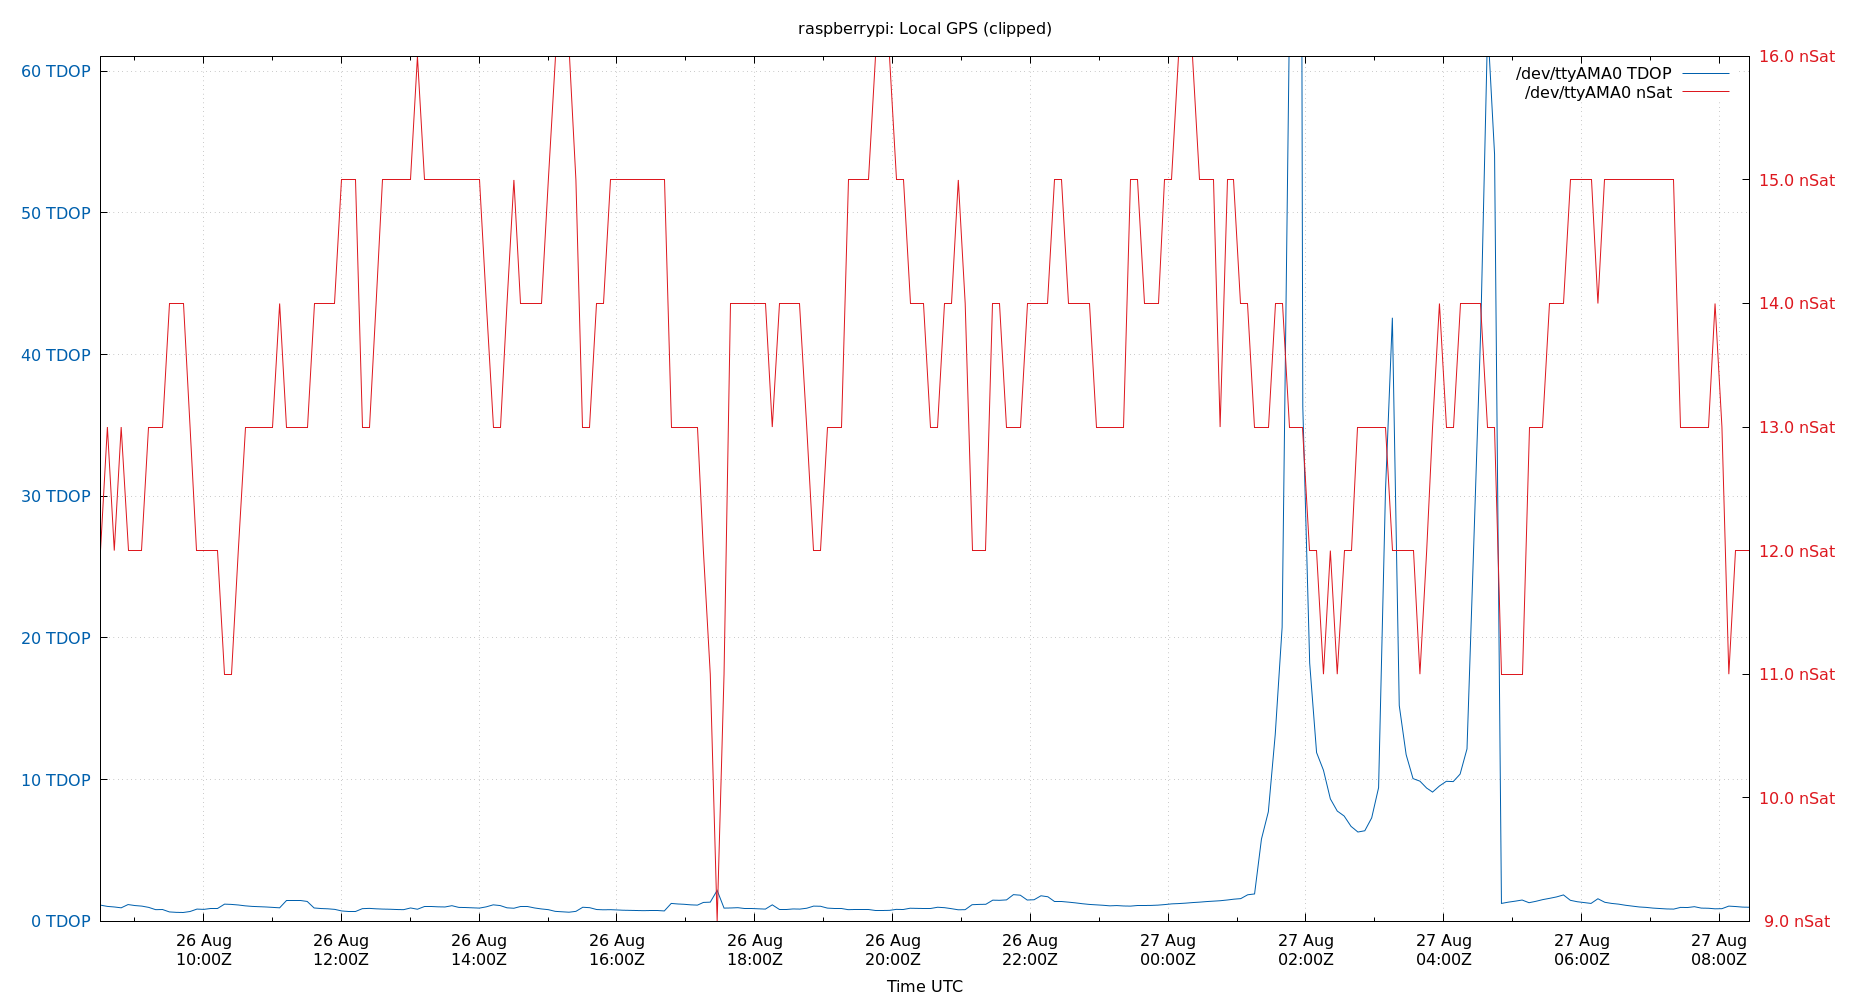 raspberrypi: Local GPS (clipped)
60 TDOP
50 TDOP
40 TDOP
30 TDOP
20 TDOP
10 TDOP
0 TDOP
16.0 nSat
15.0 nSat
14.0 nSat
13.0 nSat
12.0 nSat
11.0 nSat
10.0 nSat
9.0 nSat
/dev/ttyAMA0 TDOP
/dev/ttyAMA0 nSat
26 Aug
10:00Z
26 Aug
12:00Z
26 Aug
14:00Z
26 Aug
16:00Z
26 Aug
18:00Z
26 Aug
20:00Z
26 Aug
22:00Z
27 Aug
00:00Z
27 Aug
02:00Z
27 Aug
04:00Z
27 Aug
06:00Z
27 Aug
08:00Z
Time UTC